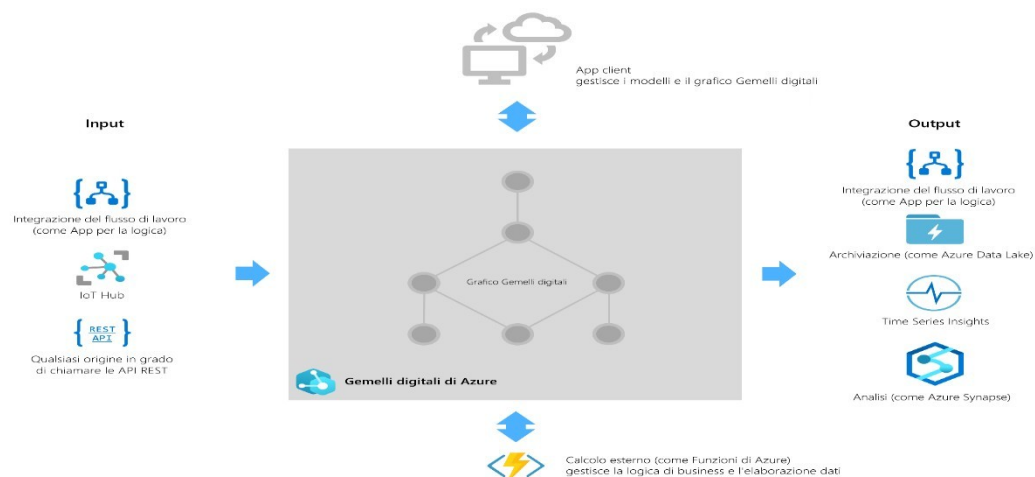 App client
gestisce i modelli e il grafico Gemelli digitali
Input
Integrazione del flusso di lavoro
(come App per la logica)
IoT Hub
REST
API
Qualsiasi origine in grado
di chiamare le API REST
Grafico Gemelli digitali
Gemelli digitali di Azure
Output
Integrazione del flusso di lavoro
(come App per la logica)
Archiviazione (come Azure Data Lake)
Time Series Insights
Analisi (come Azure Synapse)
Calcolo esterno (come Funzioni di Azure)
gestisce la logica di business e l'elaborazione dati